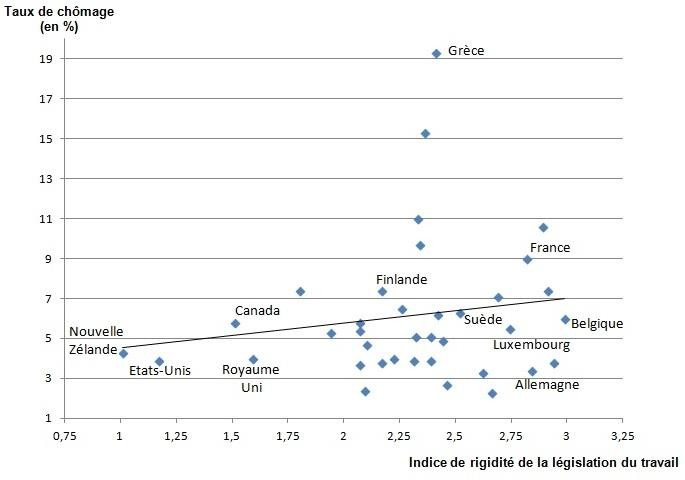 Taux de chômage
(en %)
19
17
15
13
11
9
7
5
3
1
Grèce
France
Finlande
Canada
Suède
Belgique
Nouvelle
Zélande
Luxembourg
Etats-Unis
Royaume
Uni
Allemagne
0,75
1
1,25
1,5
1,75
2
2,25
2,5
2,75
3
3,25
Indice de rigidité de la législation du travail